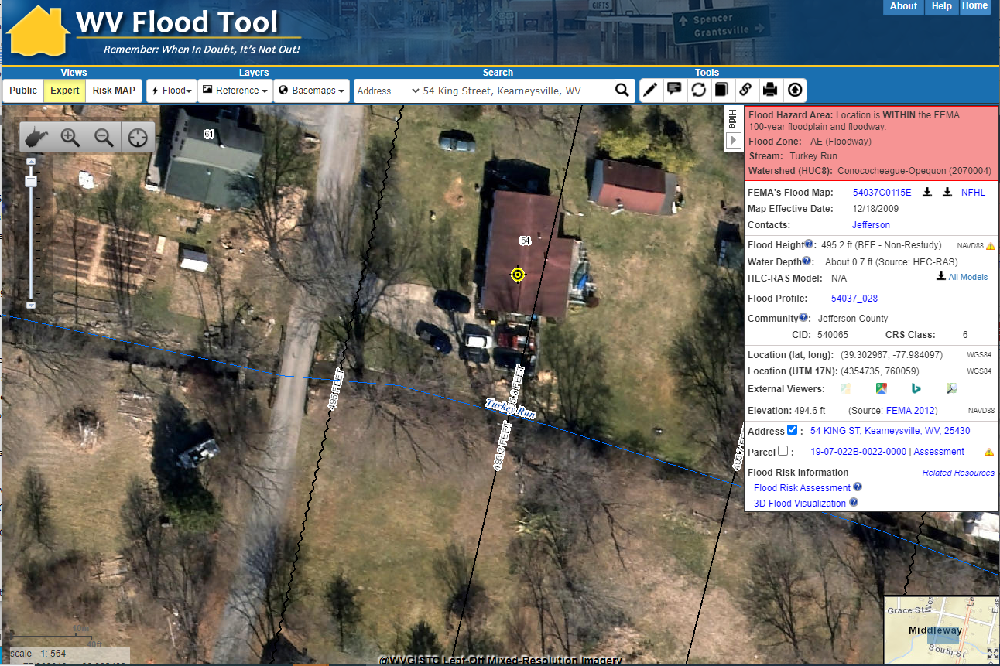 WV Flood Tool
Remember: When In Doubt, It's Not Out!
GIFTS
Spencer
Grantsville
About Help Home
Views Layers Search Tools
Public Expert Risk MAP Flood Reference Basemaps Address 54 King Street, Kearneysville, WV
Hide
61
54
495 FEET
495.3 FEET
495.3 FEET
Turkey Run
Flood Hazard Area: Location is WITHIN the FEMA
100-year floodplain and floodway.
Flood Zone: AE (Floodway)
Stream: Turkey Run
Watershed (HUC8): Conococheague-Opequon (2070004)
FEMA's Flood Map: 54037C0115E NFHL
Map Effective Date: 12/18/2009
Contacts: Jefferson
Flood Height?: 495.2 ft (BFE - Non-Restudy) NAVD88
Water Depth?: About 0.7 ft (Source: HEC-RAS)
HEC-RAS Model: N/A All Models
Flood Profile: 54037_028
Community?: Jefferson County
CID: 540065 CRS Class: 6
Location (lat, long): (39.302967, -77.984097) WGS84
Location (UTM 17N): (4354735, 760059) WGS84
External Viewers:
Elevation: 494.6 ft (Source: FEMA 2012) NAVD88
Address : 54 KING ST, Kearneysville, WV, 25430
Parcel : 19-07-022B-0022-0000 | Assessment
Flood Risk Information Related Resources
Flood Risk Assessment ?
3D Flood Visualization ?
Grace St
Middleway
South St
scale - 1: 564
@WVGISTC Leaf-Off Mixed-Resolution Imagery